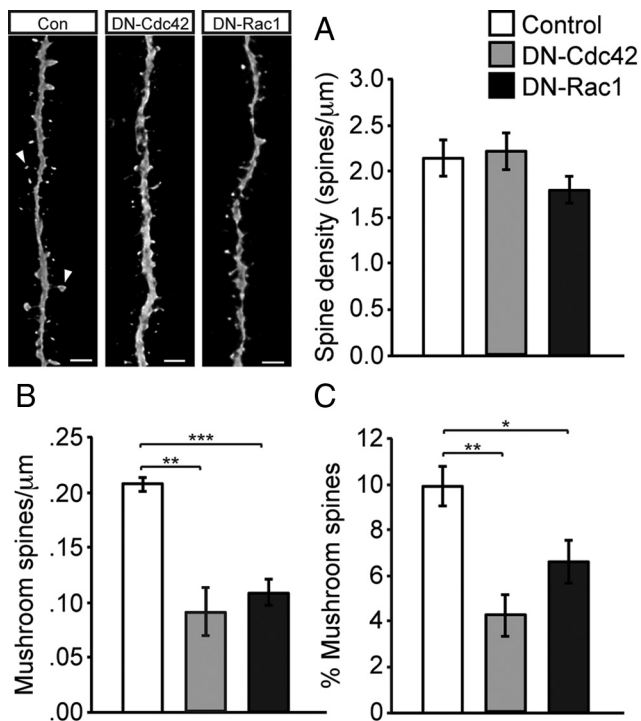 Con
DN-Cdc42
DN-Rac1
A
Control
DN-Cdc42
DN-Rac1
Spine density (spines/μm)
3.0
2.5
2.0
1.5
1.0
0.5
0.0
B
Mushroom spines/μm
.25
.20
.15
.10
.05
.00
***
**
C
% Mushroom spines
12
10
8
6
4
2
0
*
**